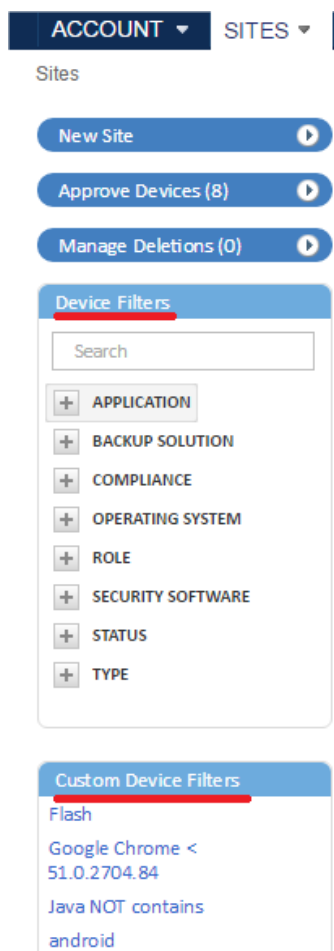 ACCOUNT SITES
Sites
New Site
Approve Devices (8)
Manage Deletions (0)
Device Filters
Search
APPLICATION
BACKUP SOLUTION
COMPLIANCE
OPERATING SYSTEM
ROLE
SECURITY SOFTWARE
STATUS
TYPE
Custom Device Filters
Flash
Google Chrome <
51.0.2704.84
Java NOT contains
android